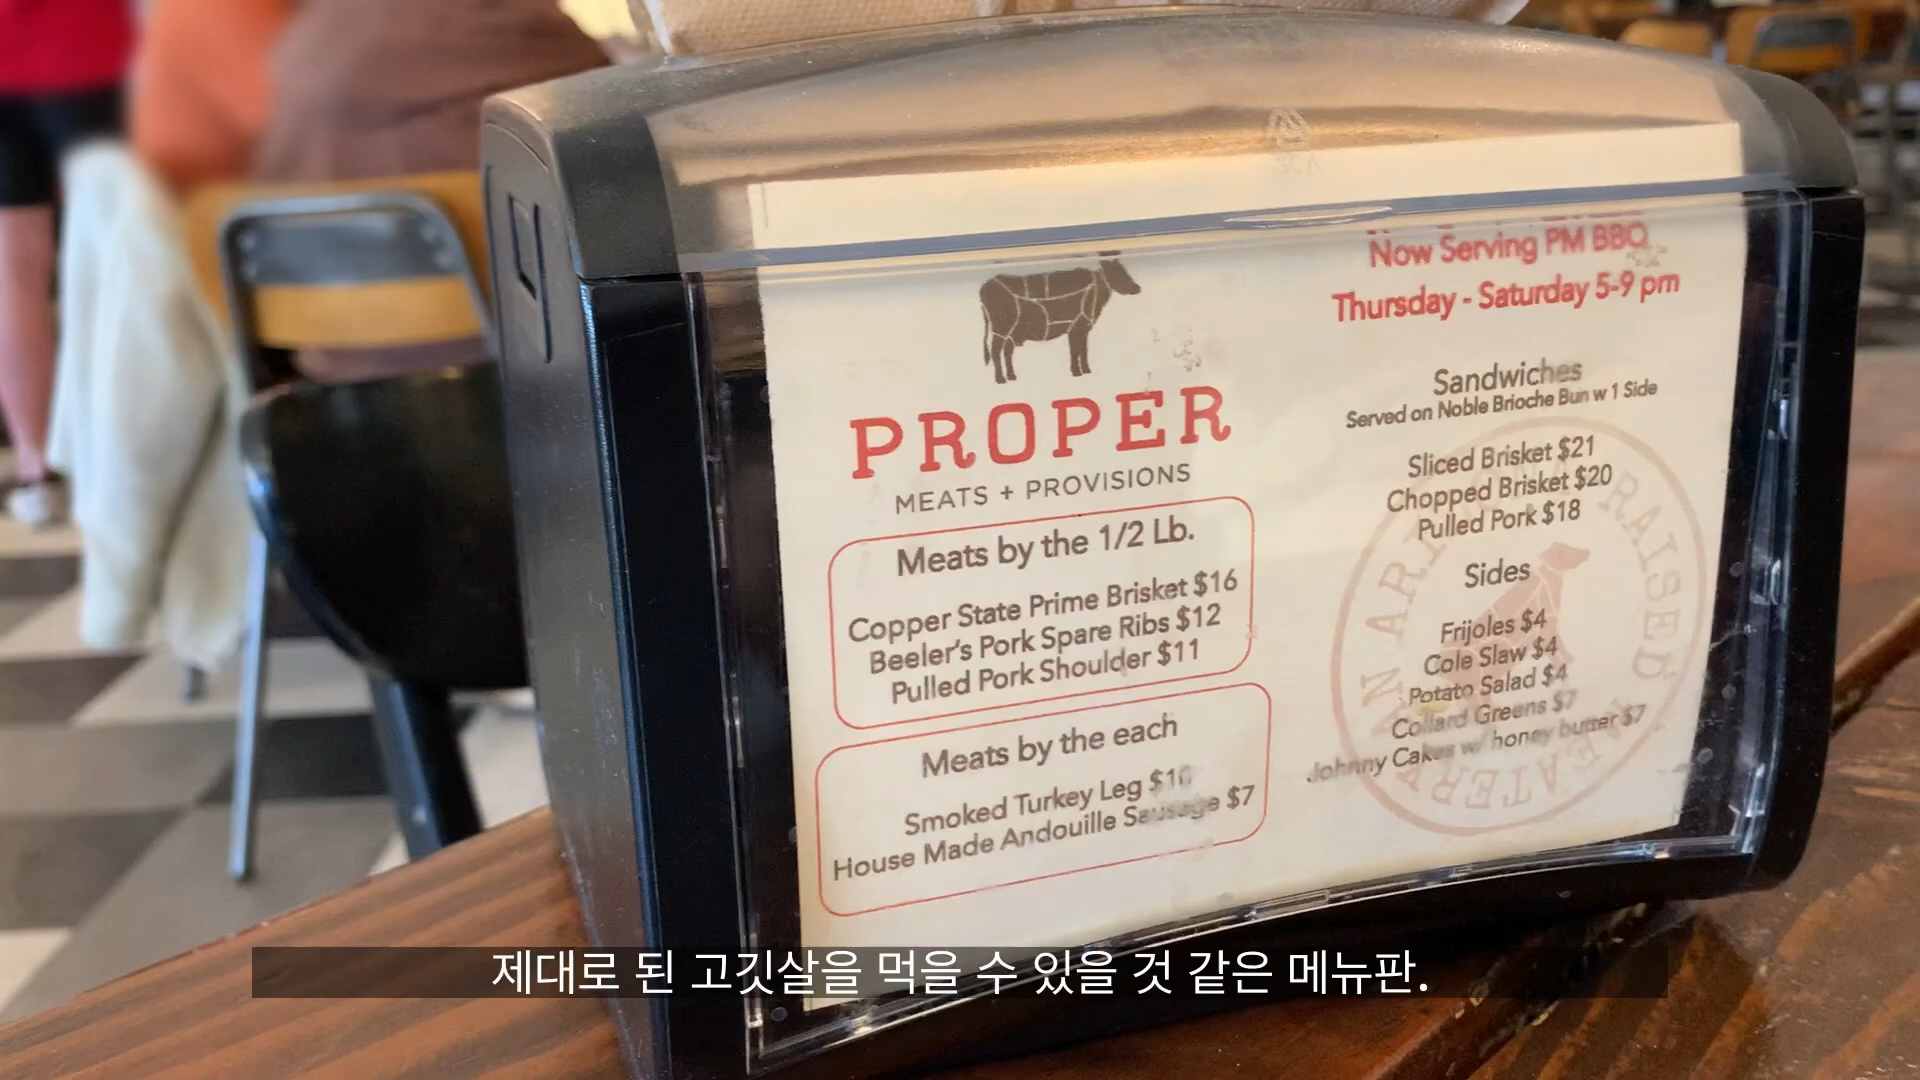 PROPER
MEATS + PROVISIONS
Meats by the 1/2 Lb.
Copper State Prime Brisket $16
Beeler's Pork Spare Ribs $12
Pulled Pork Shoulder $11
Meats by the each
Smoked Turkey Leg
House Made Andouille Sausage $7
Now Serving PM BBQ
Thursday - Saturday 5-9 pm
Sandwiches
Served on Noble Brioche Bun w 1 Side
Sliced Brisket $21
Chopped Brisket $20
Pulled Pork $18
Sides
Frijoles $4
Cole Slaw $4
Potato Salad $4
Collard Greens $7
Johnny Cakes w/ honey butter $7
RAISED
EATERY
AN
제대로 된 고깃살을 먹을 수 있을 것 같은 메뉴판.